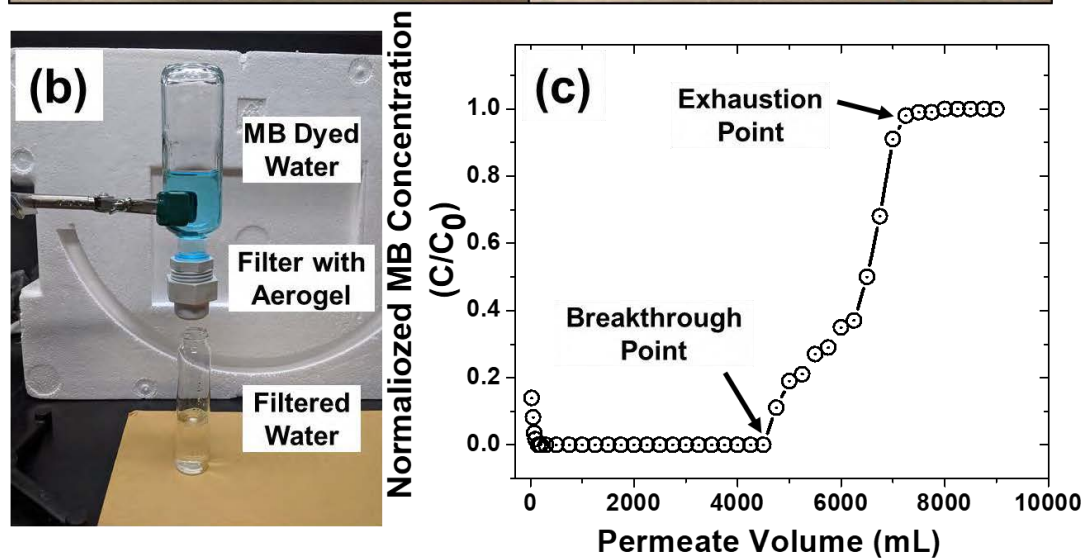 (b)
MB Dyed
Water
Filter with
Aerogel
Filtered
Water
Normaliozed MB Concentration
(C/C0)
(c)
Exhaustion
Point
Breakthrough
Point
1.0
0.8
0.6
0.4
0.2
0.0
0
2000
4000
6000
8000
10000
Permeate Volume (mL)